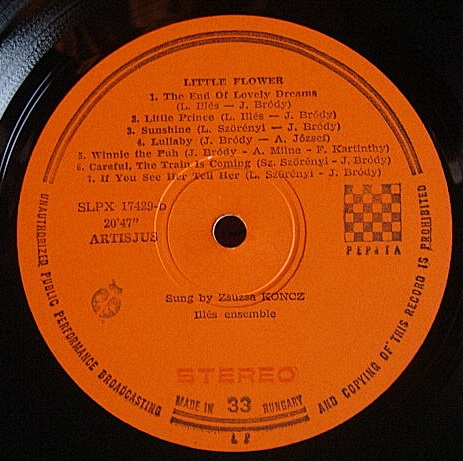 LITTLE FLOWER
1. The End Of Lovely Dreams
(L. Illés — J. Bródy)
2. Little Prince (L. Illés — J. Bródy)
3. Sunshine (L. Szörényi — J. Bródy)
4. Lullaby (J. Bródy — A. József)
5. Winnie the Puh (J. Bródy - A. Milne - F. Karinthy)
6. Careful, The Train is Coming (Sz. Szörényi - J. Bródy)
7. If You See Her Tell Her (L. Szörényi - J. Bródy)
SLPX 17429-b
20'47"
ARTISJUS
PEPITA
Sung by Zsuzsa KONCZ
Illés ensemble
STEREO
MADE IN 33 HUNGARY
LP
UNAUTHORIZED PUBLIC PERFORMANCE BROADCASTING AND COPYING OF THIS RECORD IS PROHIBITED